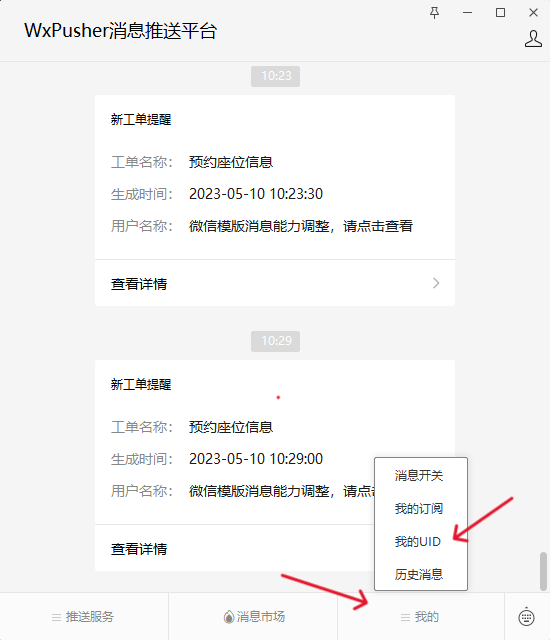 WxPusher消息推送平台
10:23
新工单提醒
工单名称： 预约座位信息
生成时间： 2023-05-10 10:23:30
用户名称： 微信模版消息能力调整，请点击查看
查看详情
10:29
新工单提醒
工单名称： 预约座位信息
生成时间： 2023-05-10 10:29:00
用户名称： 微信模版消息能力调整，请点
查看详情
消息开关
我的订阅
我的UID
历史消息
推送服务
消息市场
我的